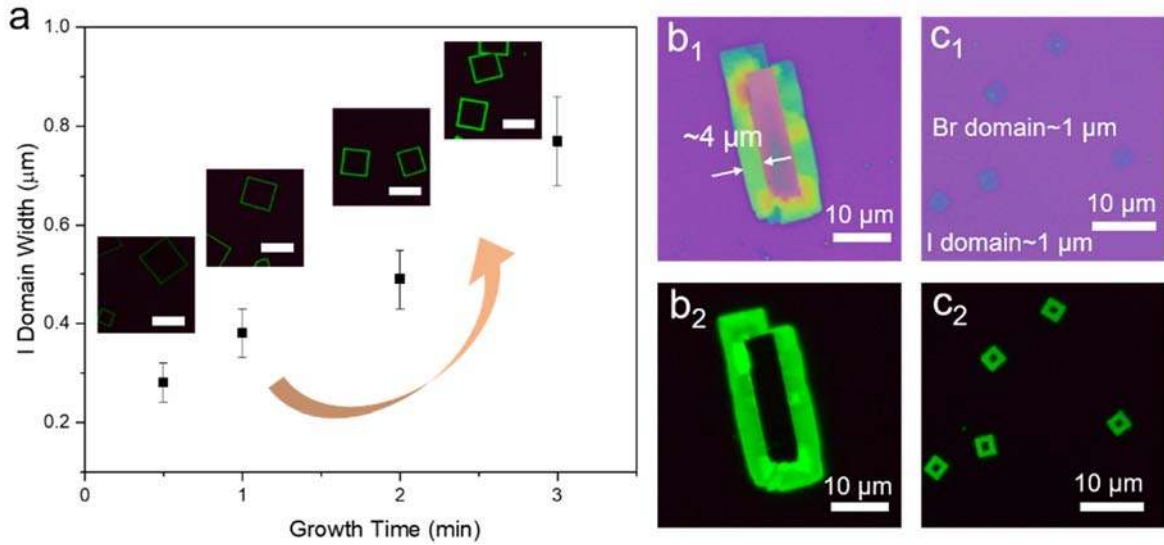 a
1.0
0.8
0.6
0.4
0.2
I Domain Width (μm)
0
1
2
3
Growth Time (min)
b1
~4 μm
10 μm
c1
Br domain~1 μm
I domain~1 μm
10 μm
b2
10 μm
c2
10 μm